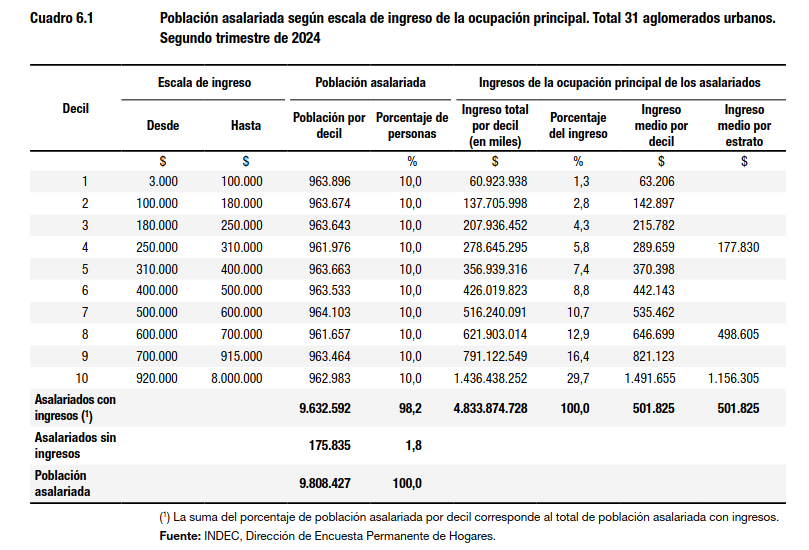 Cuadro 6.1 Población asalariada según escala de ingreso de la ocupación principal. Total 31 aglomerados urbanos.
Segundo trimestre de 2024
Decil Escala de ingreso Población asalariada Ingresos de la ocupación principal de los asalariados
Desde Hasta Población por decil Porcentaje de personas Ingreso total por decil (en miles) Porcentaje del ingreso Ingreso medio por decil Ingreso medio por estrato
$ $ % $ % $ $
1 3.000 100.000 963.896 10,0 60.923.938 1,3 63.206
2 100.000 180.000 963.674 10,0 137.705.998 2,8 142.897
3 180.000 250.000 963.643 10,0 207.936.452 4,3 215.782
4 250.000 310.000 961.976 10,0 278.645.295 5,8 289.659 177.830
5 310.000 400.000 963.663 10,0 356.939.316 7,4 370.398
6 400.000 500.000 963.533 10,0 426.019.823 8,8 442.143
7 500.000 600.000 964.103 10,0 516.240.091 10,7 535.462
8 600.000 700.000 961.657 10,0 621.903.014 12,9 646.699 498.605
9 700.000 915.000 963.464 10,0 791.122.549 16,4 821.123
10 920.000 8.000.000 962.983 10,0 1.436.438.252 29,7 1.491.655 1.156.305
Asalariados con
ingresos (¹) 9.632.592 98,2 4.833.874.728 100,0 501.825 501.825
Asalariados sin
ingresos 175.835 1,8
Población
asalariada 9.808.427 100,0
(¹) La suma del porcentaje de población asalariada por decil corresponde al total de población asalariada con ingresos.
Fuente: INDEC, Dirección de Encuesta Permanente de Hogares.